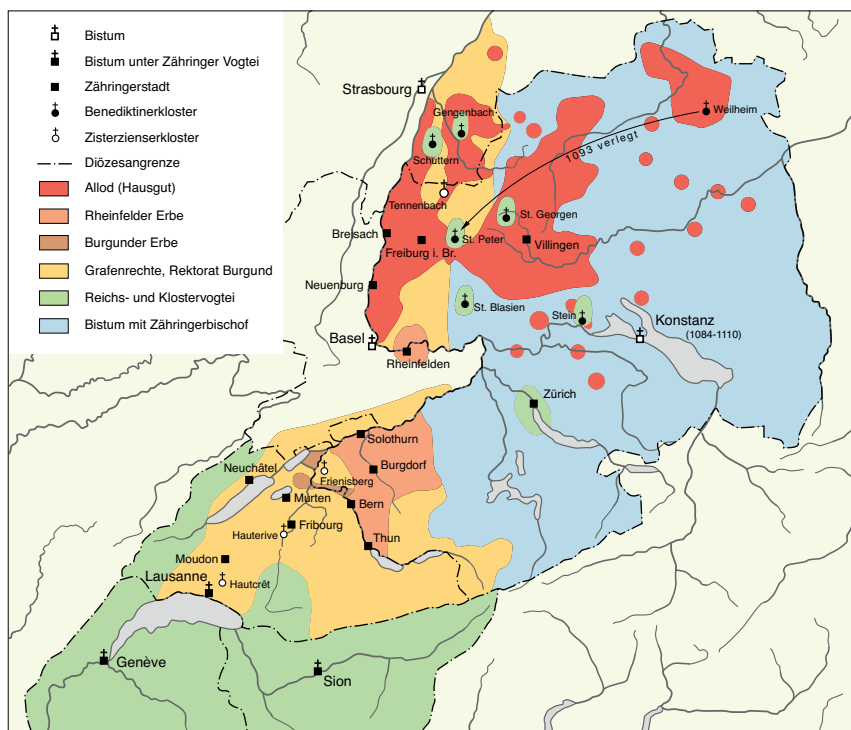 Bistum
Bistum unter Zähringer Vogtei
Zähringerstadt
Benediktinerkloster
Zisterzienserkloster
Diözesangrenze
Allod (Hausgut)
Rheinfelder Erbe
Burgunder Erbe
Grafenrechte, Rektorat Burgund
Reichs- und Klostervogtei
Bistum mit Zähringerbischof
Strasbourg
Gengenbach
Weilheim
Schuttern
1093 verlegt
Tennenbach
St. Georgen
Breisach
St. Peter
Freiburg i. Br.
Villingen
Neuenburg
St. Blasien
Stein
Konstanz
(1084-1110)
Basel
Rheinfelden
Zürich
Solothurn
Neuchâtel
Burgdorf
Frienisberg
Murten
Bern
Fribourg
Hauterive
Thun
Moudon
Lausanne
Hautcrêt
Genève
Sion